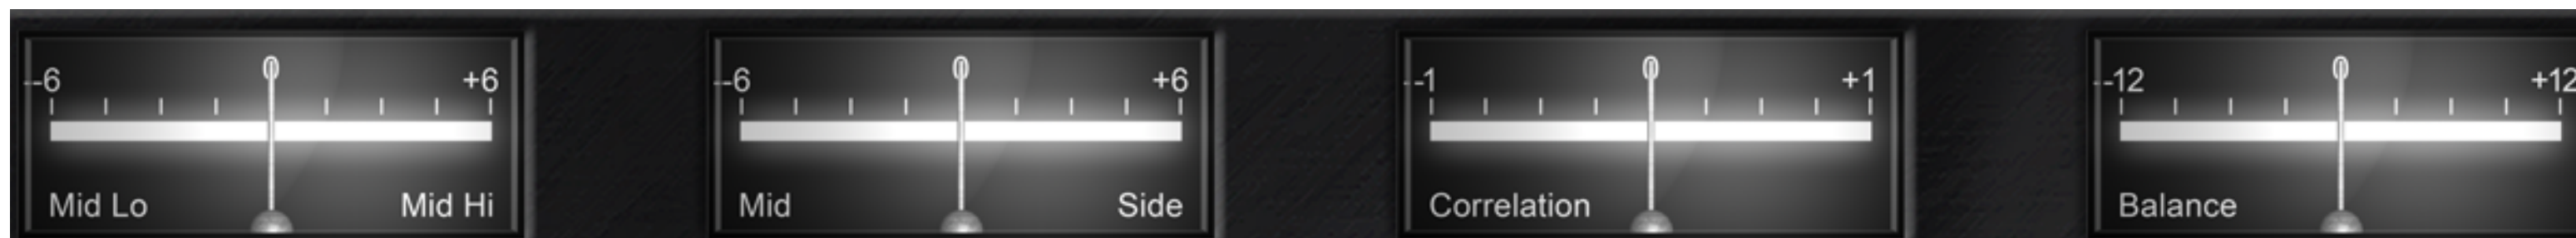 --6 0 +6
Mid Lo Mid Hi
--6 0 +6
Mid Side
--1 0 +1
Correlation
--12 0 +12
Balance